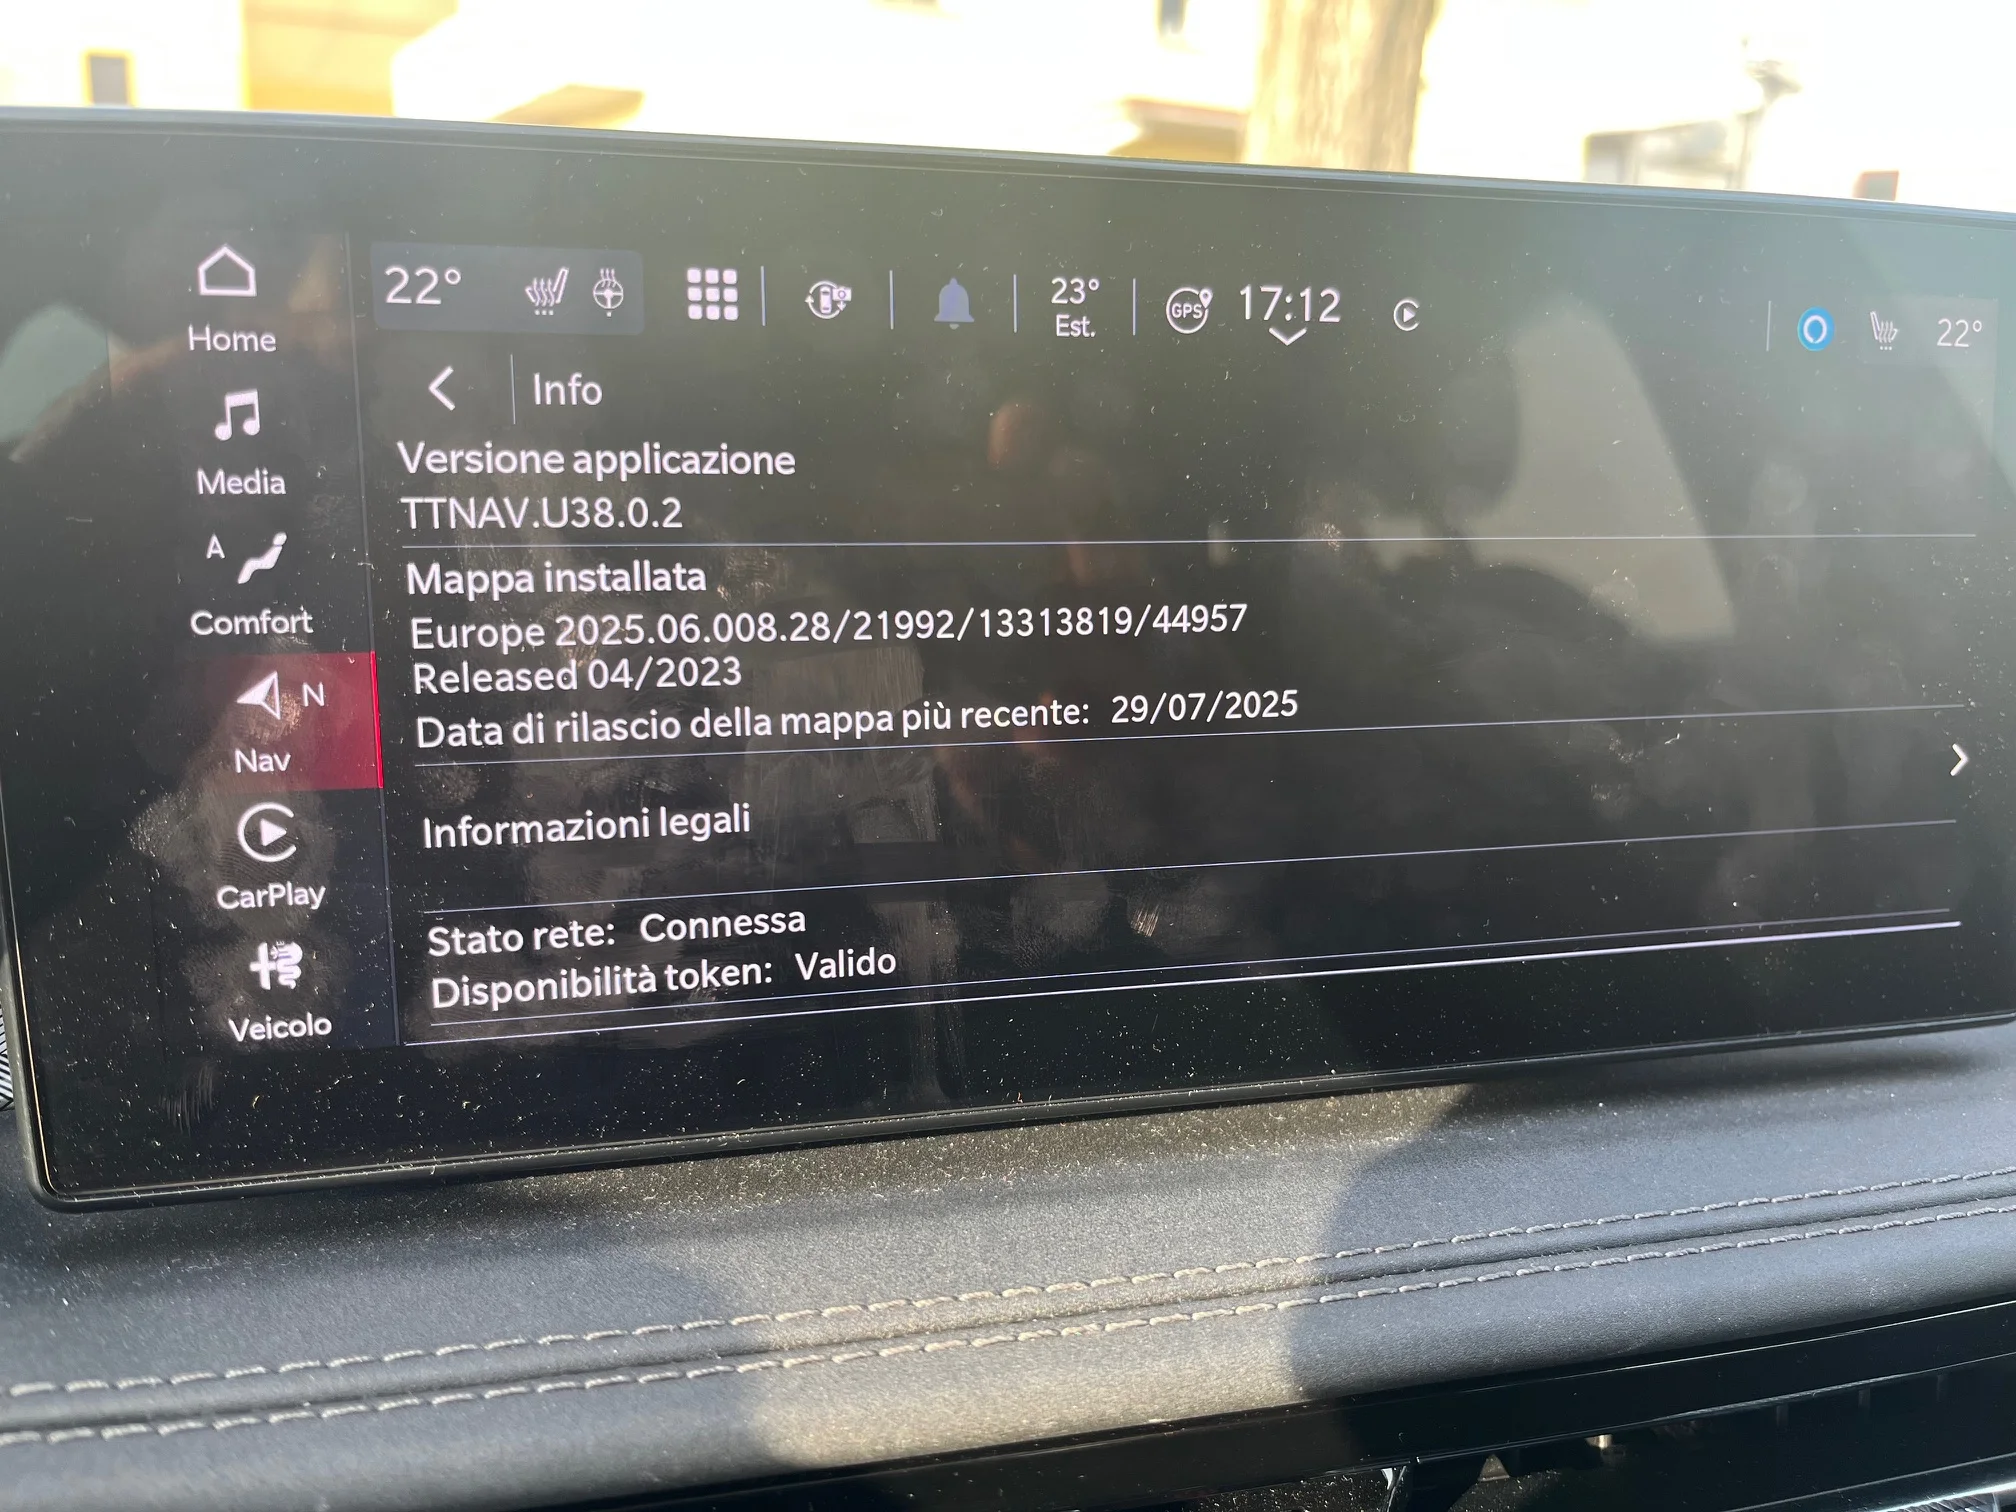 Home
Media
A
Comfort
N
Nav
CarPlay
Veicolo
22°
23°
Est.
GPS
17:12
22°
Info
Versione applicazione
TTNAV.U38.0.2
Mappa installata
Europe 2025.06.008.28/21992/13313819/44957
Released 04/2023
Data di rilascio della mappa più recente: 29/07/2025
Informazioni legali
Stato rete: Connessa
Disponibilità token: Valido